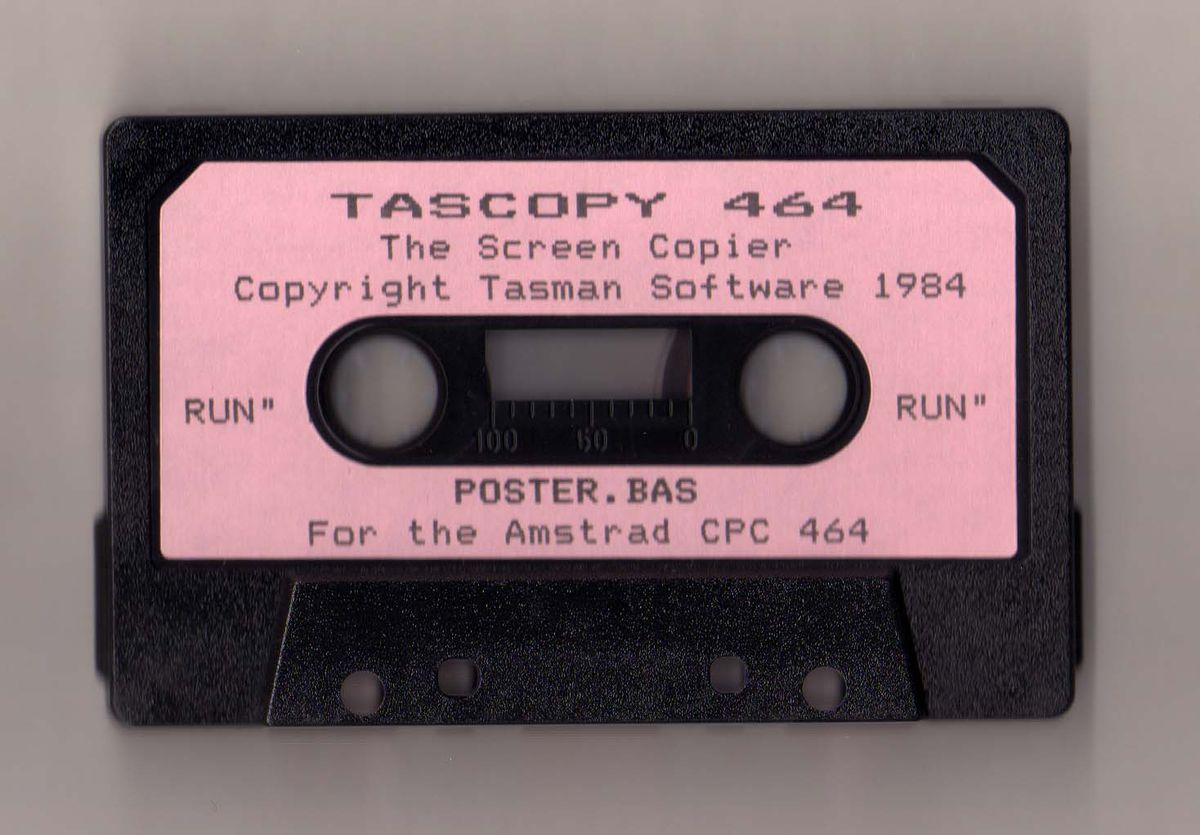 TASCOPY 464
The Screen Copier
Copyright Tasman Software 1984
RUN" RUN"
100 50 0
POSTER.BAS
For the Amstrad CPC 464